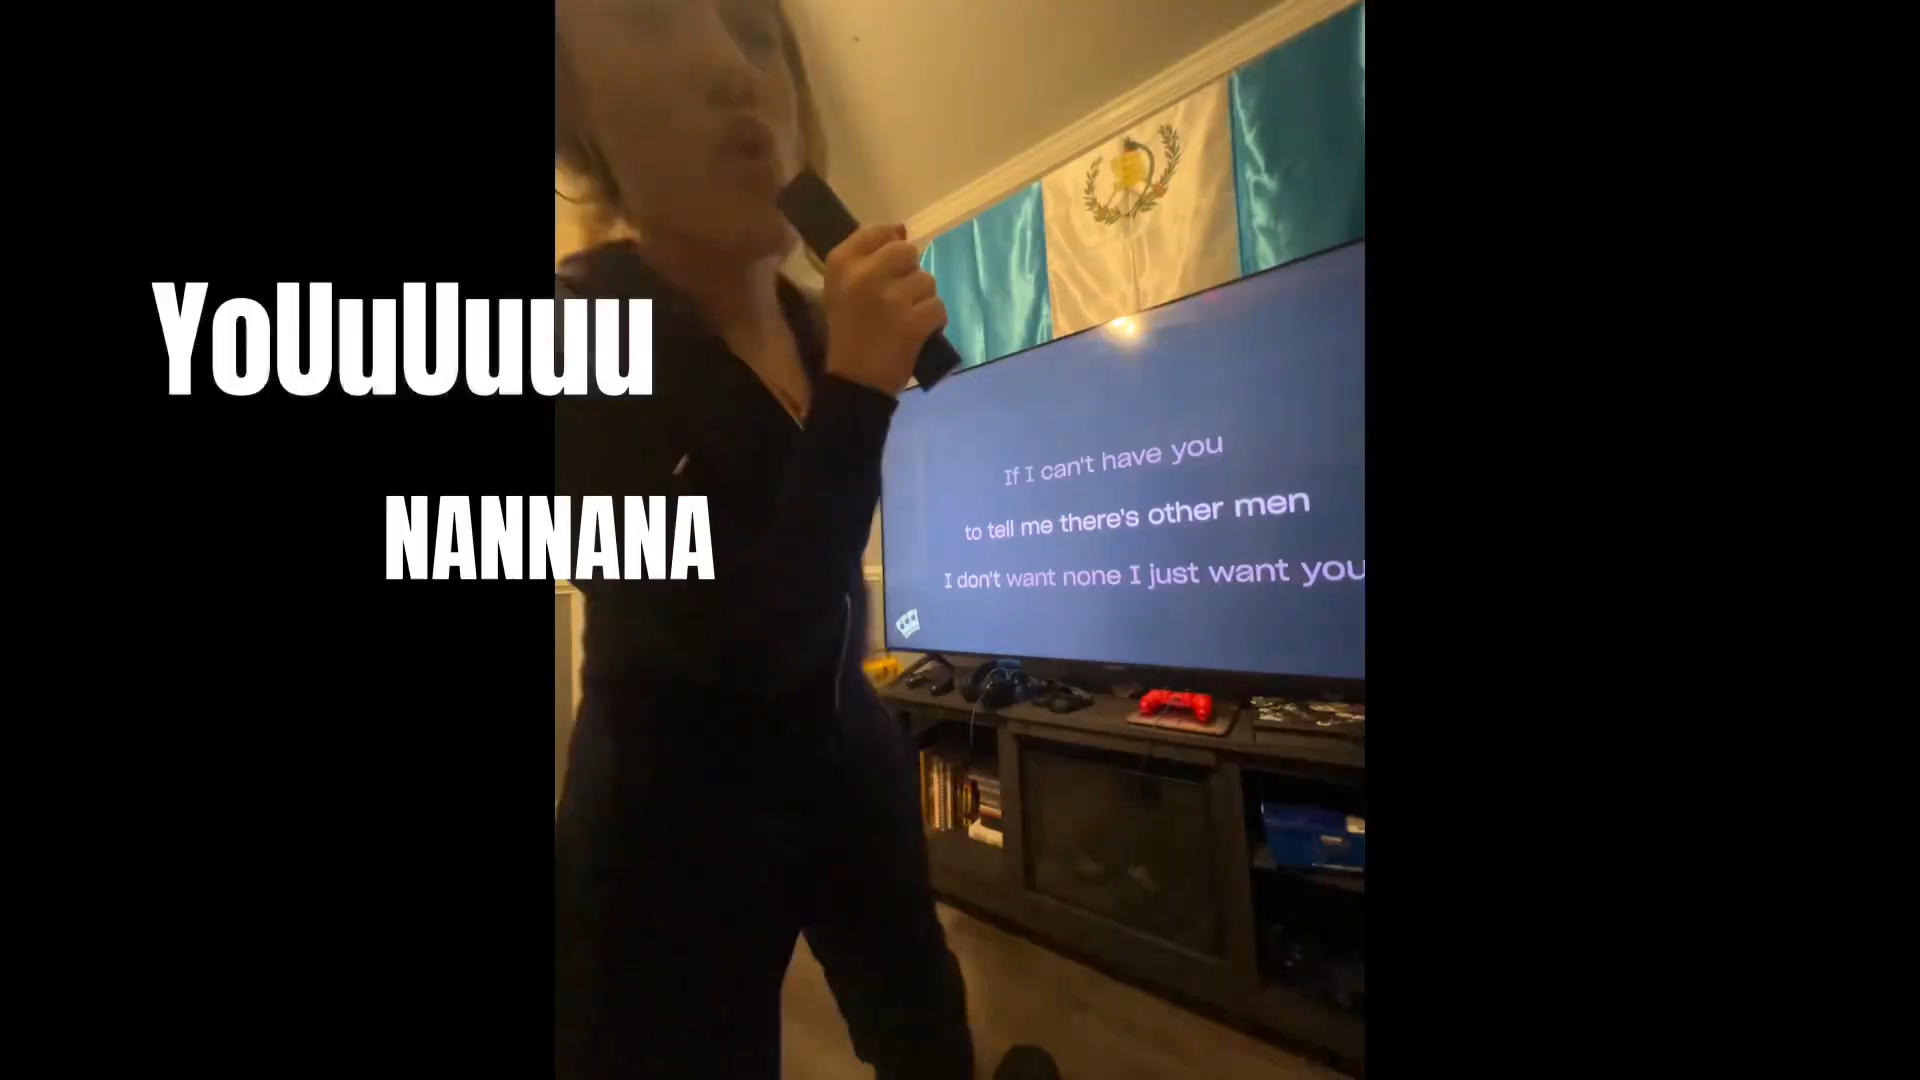 YoUuUuuu
NANNANA
If I can't have you
to tell me there's other men
I don't want none I just want you